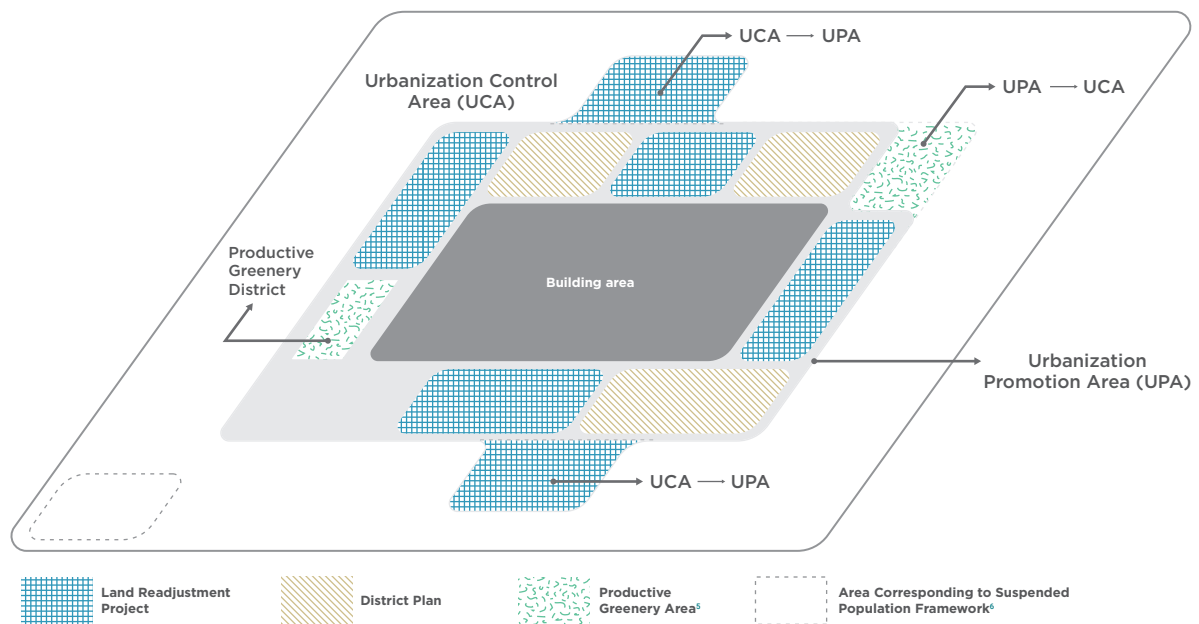 UCA → UPA
Urbanization Control
Area (UCA)
UPA → UCA
Productive
Greenery
District
Building area
Urbanization
Promotion Area (UPA)
UCA → UPA
Land Readjustment
Project
District Plan
Productive
Greenery Area⁵
Area Corresponding to Suspended
Population Framework⁶